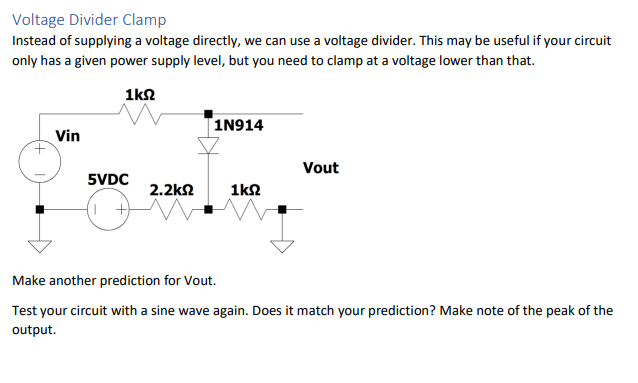 Voltage Divider Clamp
Instead of supplying a voltage directly, we can use a voltage divider. This may be useful if your circuit
only has a given power supply level, but you need to clamp at a voltage lower than that.
1kΩ
1N914
Vin
+
Vout
5VDC
2.2kΩ
1kΩ
+
Make another prediction for Vout.
Test your circuit with a sine wave again. Does it match your prediction? Make note of the peak of the
output.